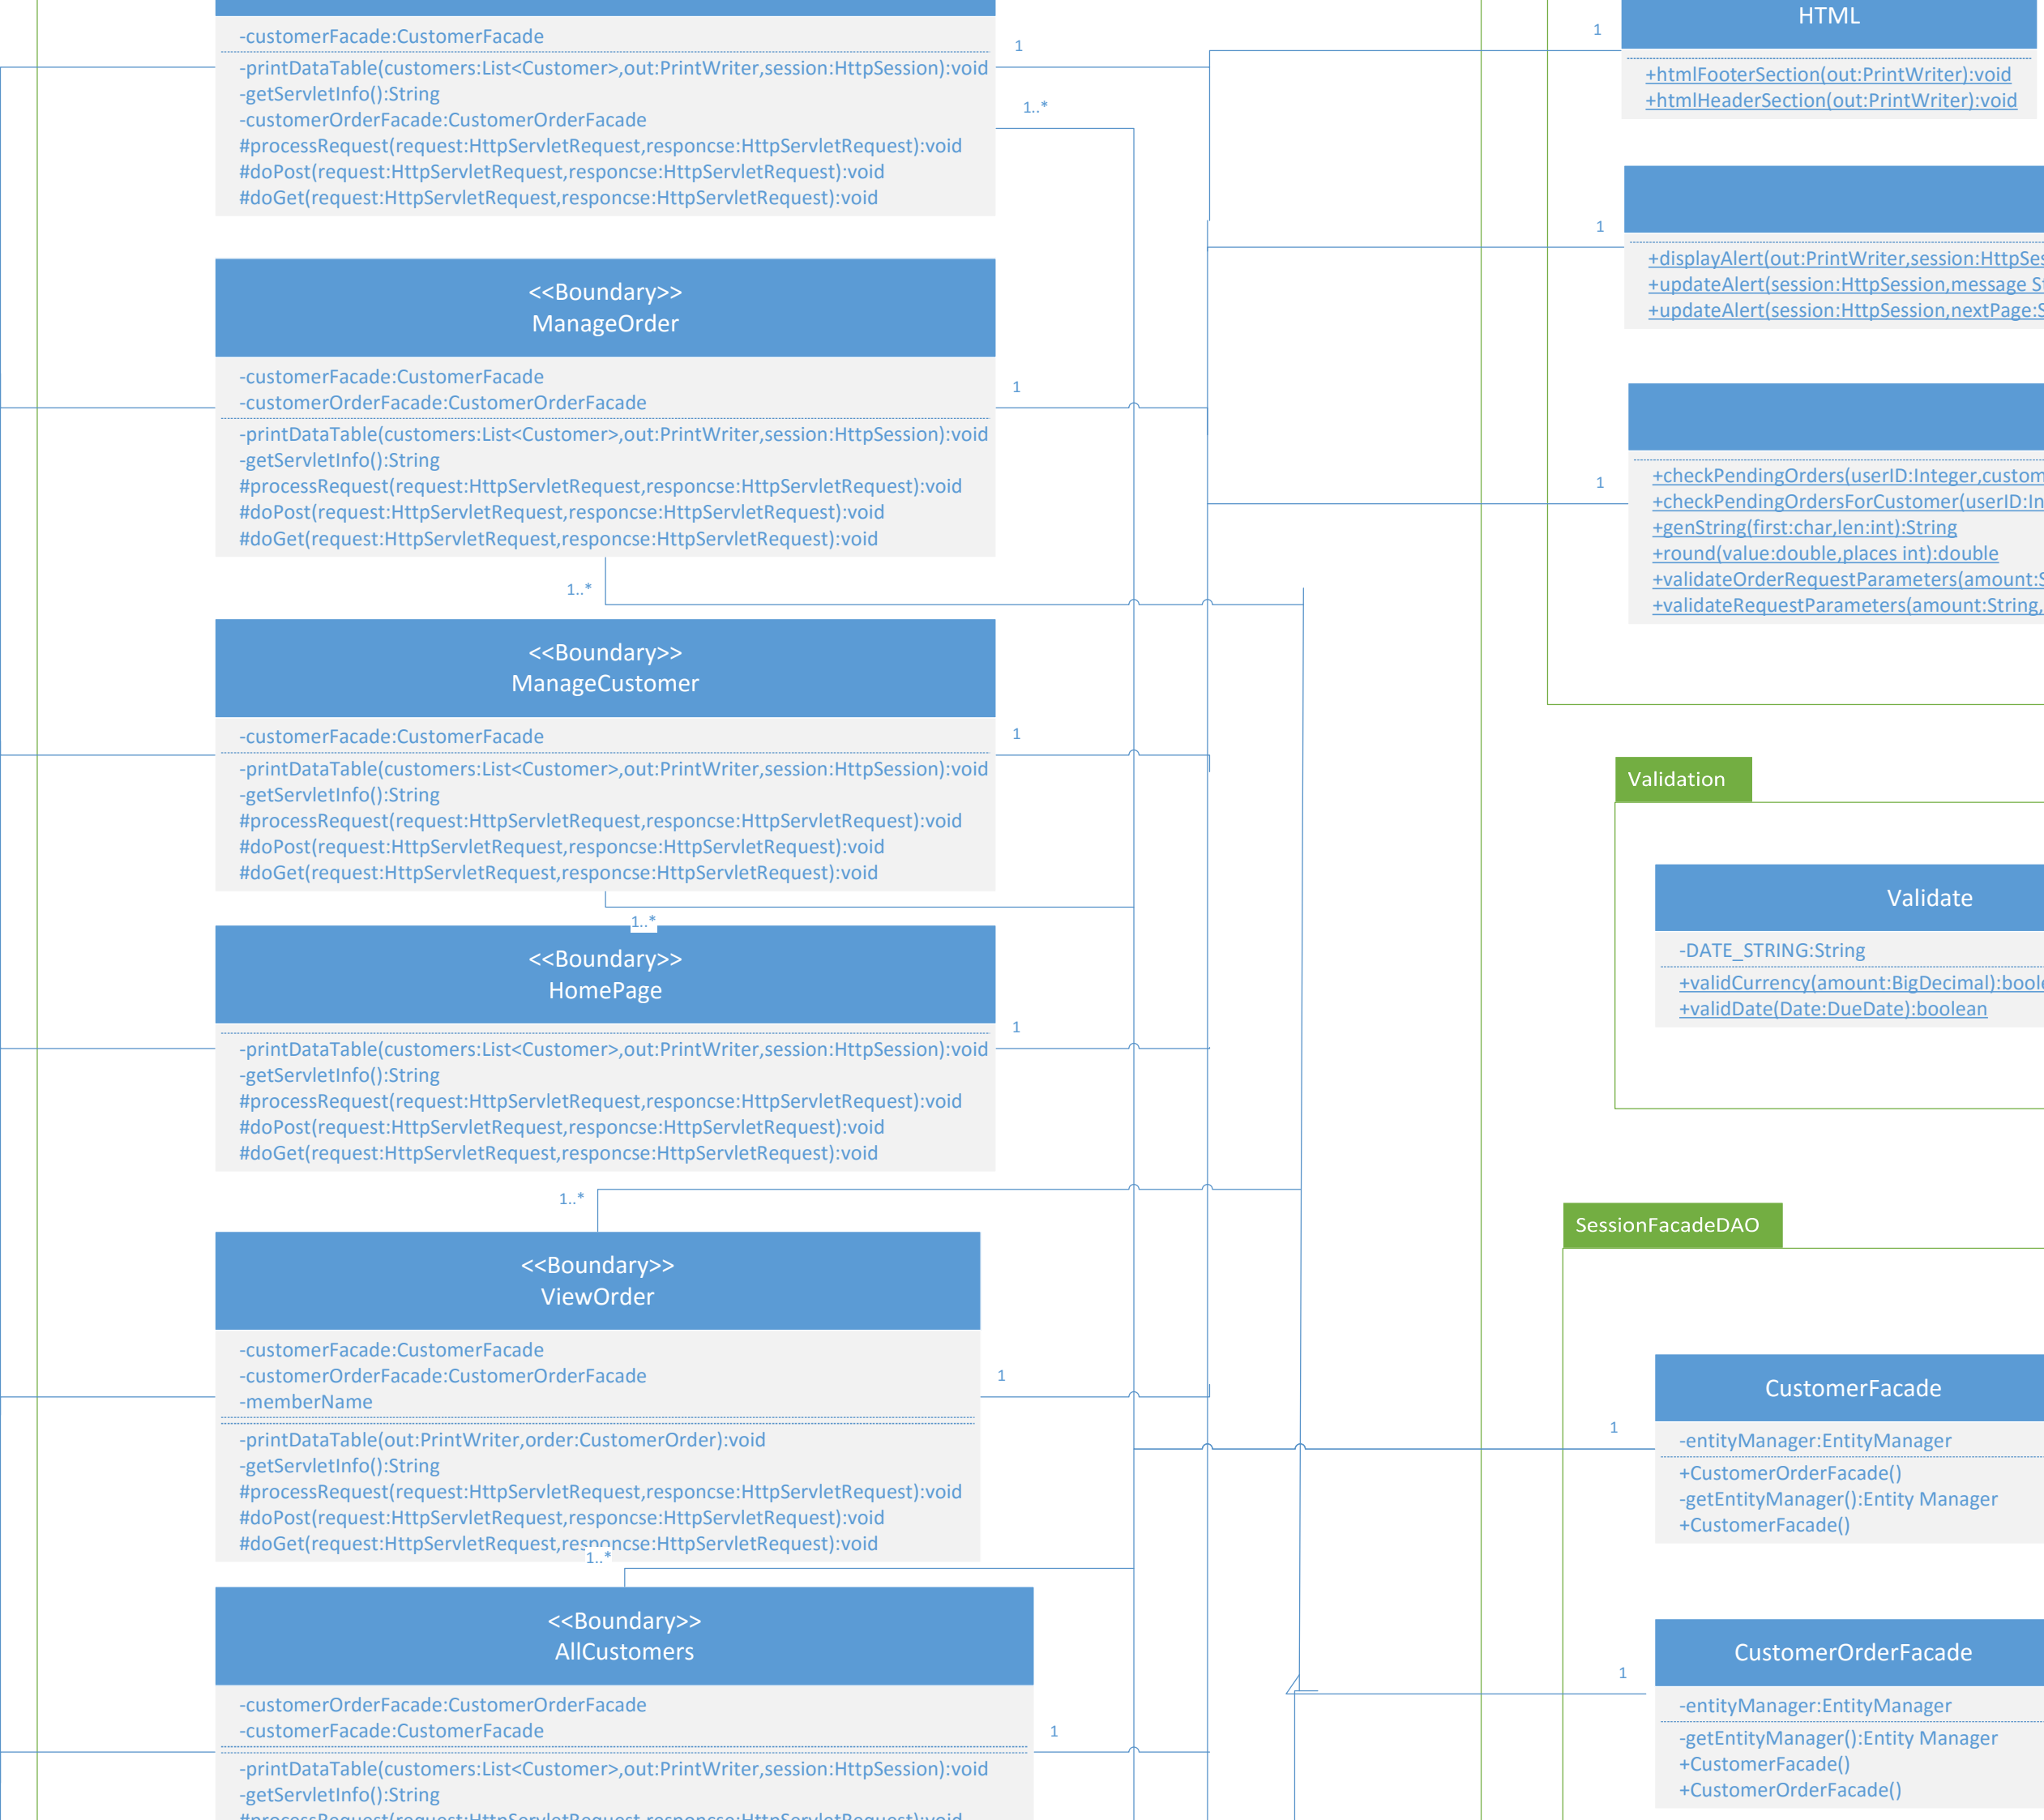 -customerFacade:CustomerFacade
-printDataTable(customers:List<Customer>,out:PrintWriter,session:HttpSession):void
-getServletInfo():String
-customerOrderFacade:CustomerOrderFacade
#processRequest(request:HttpServletRequest,responcse:HttpServletRequest):void
#doPost(request:HttpServletRequest,responcse:HttpServletRequest):void
#doGet(request:HttpServletRequest,responcse:HttpServletRequest):void
1
1..*
<<Boundary>>
ManageOrder
-customerFacade:CustomerFacade
-customerOrderFacade:CustomerOrderFacade
-printDataTable(customers:List<Customer>,out:PrintWriter,session:HttpSession):void
-getServletInfo():String
#processRequest(request:HttpServletRequest,responcse:HttpServletRequest):void
#doPost(request:HttpServletRequest,responcse:HttpServletRequest):void
#doGet(request:HttpServletRequest,responcse:HttpServletRequest):void
1
1..*
<<Boundary>>
ManageCustomer
-customerFacade:CustomerFacade
-printDataTable(customers:List<Customer>,out:PrintWriter,session:HttpSession):void
-getServletInfo():String
#processRequest(request:HttpServletRequest,responcse:HttpServletRequest):void
#doPost(request:HttpServletRequest,responcse:HttpServletRequest):void
#doGet(request:HttpServletRequest,responcse:HttpServletRequest):void
1
1..*
<<Boundary>>
HomePage
-printDataTable(customers:List<Customer>,out:PrintWriter,session:HttpSession):void
-getServletInfo():String
#processRequest(request:HttpServletRequest,responcse:HttpServletRequest):void
#doPost(request:HttpServletRequest,responcse:HttpServletRequest):void
#doGet(request:HttpServletRequest,responcse:HttpServletRequest):void
1
1..*
<<Boundary>>
ViewOrder
-customerFacade:CustomerFacade
-customerOrderFacade:CustomerOrderFacade
-memberName
-printDataTable(out:PrintWriter,order:CustomerOrder):void
-getServletInfo():String
#processRequest(request:HttpServletRequest,responcse:HttpServletRequest):void
#doPost(request:HttpServletRequest,responcse:HttpServletRequest):void
#doGet(request:HttpServletRequest,responcse:HttpServletRequest):void
1
1..*
<<Boundary>>
AllCustomers
-customerOrderFacade:CustomerOrderFacade
-customerFacade:CustomerFacade
-printDataTable(customers:List<Customer>,out:PrintWriter,session:HttpSession):void
-getServletInfo():String
#processRequest(request:HttpServletRequest,responcse:HttpServletRequest):void
1
HTML
+htmlFooterSection(out:PrintWriter):void
+htmlHeaderSection(out:PrintWriter):void
1
+displayAlert(out:PrintWriter,session:HttpSes
+updateAlert(session:HttpSession,message S
+updateAlert(session:HttpSession,nextPage:S
1
+checkPendingOrders(userID:Integer,custom
+checkPendingOrdersForCustomer(userID:In
+genString(first:char,len:int):String
+round(value:double,places int):double
+validateOrderRequestParameters(amount:S
+validateRequestParameters(amount:String,
1
Validation
Validate
-DATE_STRING:String
+validCurrency(amount:BigDecimal):boole
+validDate(Date:DueDate):boolean
SessionFacadeDAO
CustomerFacade
-entityManager:EntityManager
+CustomerOrderFacade()
-getEntityManager():Entity Manager
+CustomerFacade()
1
CustomerOrderFacade
-entityManager:EntityManager
-getEntityManager():Entity Manager
+CustomerFacade()
+CustomerOrderFacade()
1